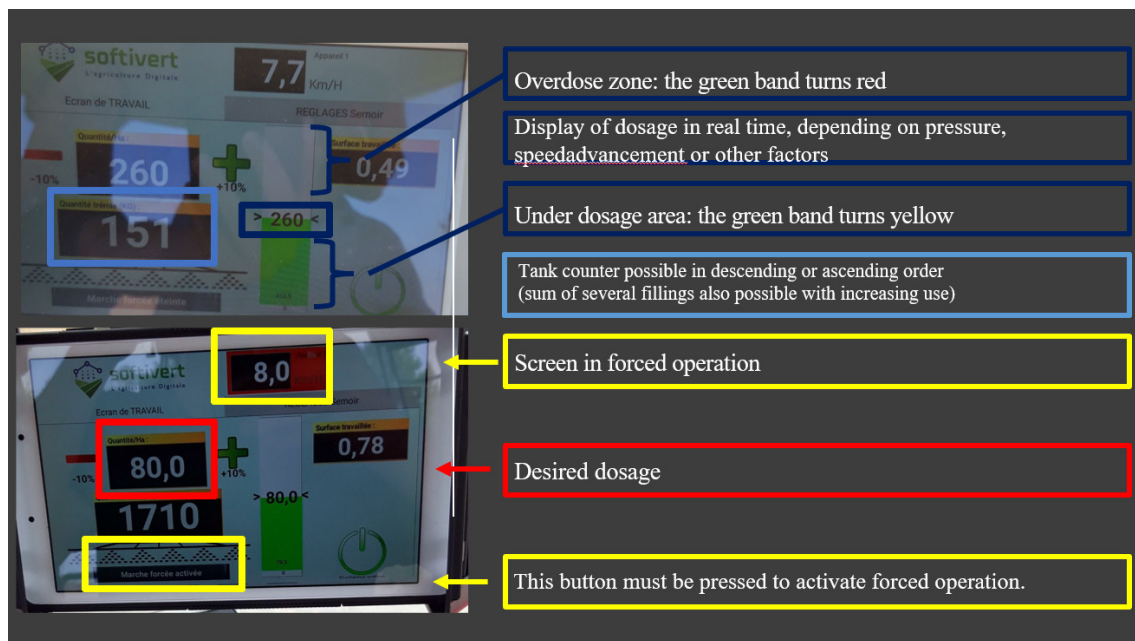 softivert
L'agriculture Digitale
7,7
Km/H
Appareil 1
Ecran de TRAVAIL
REGLAGES Semoir
Quantité/Ha :
260
-10%
+10%
Surface travaillée :
0,49
151
> 260 <
Marche forcée éteinte
Overdose zone: the green band turns red
Display of dosage in real time, depending on pressure,
speedadvancement or other factors
Under dosage area: the green band turns yellow
Tank counter possible in descending or ascending order
(sum of several fillings also possible with increasing use)
softivert
L'agriculture Digitale
8,0
Ecran de TRAVAIL
Semoir
Quantité/Ha :
80,0
-10%
+10%
Surface travaillée :
0,78
1710
> 80,0 <
Marche forcée activée
Screen in forced operation
Desired dosage
This button must be pressed to activate forced operation.